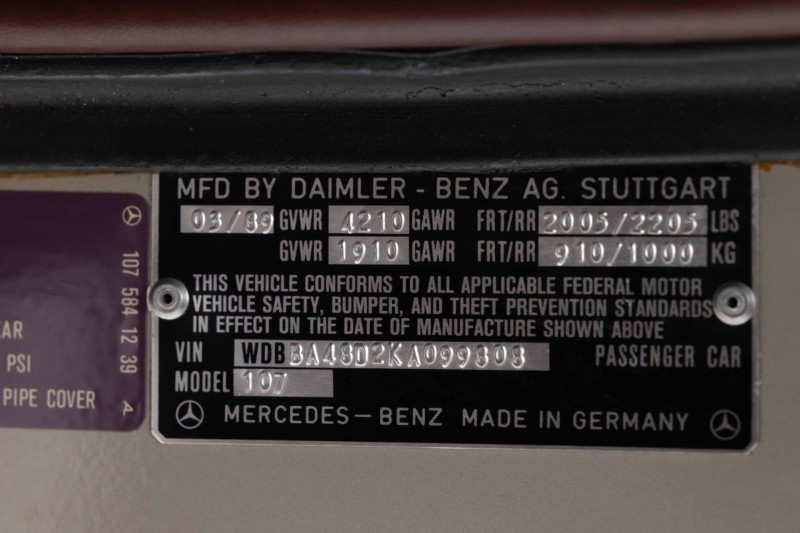 MFD BY DAIMLER - BENZ AG. STUTTGART
03/89 GVWR 4210 GAWR FRT/RR 2005/2205 LBS
GVWR 1910 GAWR FRT/RR 910/1000 KG
THIS VEHICLE CONFORMS TO ALL APPLICABLE FEDERAL MOTOR
VEHICLE SAFETY, BUMPER, AND THEFT PREVENTION STANDARDS
IN EFFECT ON THE DATE OF MANUFACTURE SHOWN ABOVE
VIN WDBBA48D2KA099808 PASSENGER CAR
MODEL 107
MERCEDES-BENZ MADE IN GERMANY
107 584 12 39 A
PSI
PIPE COVER